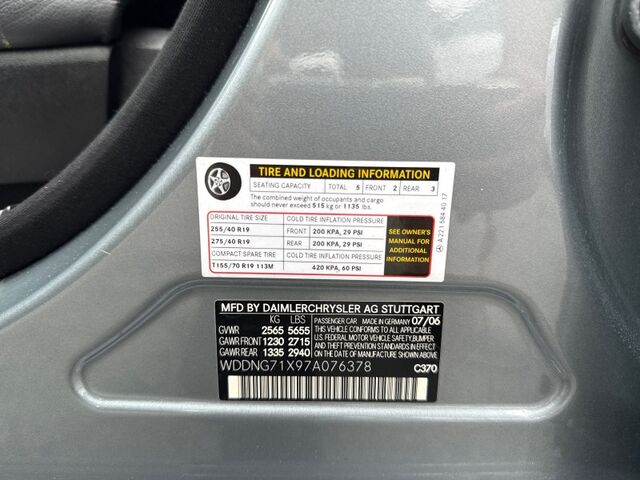 TIRE AND LOADING INFORMATION
SEATING CAPACITY TOTAL 5 FRONT 2 REAR 3
The combined weight of occupants and cargo
should never exceed 515 kg or 1135 lbs.
ORIGINAL TIRE SIZE COLD TIRE INFLATION PRESSURE
255/40 R19 FRONT 200 KPA, 29 PSI
275/40 R19 REAR 200 KPA, 29 PSI
COMPACT SPARE TIRE COLD TIRE INFLATION PRESSURE
T155/70 R19 113M 420 KPA, 60 PSI
SEE OWNER'S
MANUAL FOR
ADDITIONAL
INFORMATION
A 221 584 40 17
MFD BY DAIMLERCHRYSLER AG STUTTGART
KG LBS PASSENGER CAR MADE IN GERMANY 07/06
GVWR 2565 5655 THIS VEHICLE CONFORMS TO ALL APPLICABLE
GAWR FRONT 1230 2715 U.S. FEDERAL MOTOR VEHICLE SAFETY, BUMPER
GAWR REAR 1335 2940 AND THEFT PREVENTION STANDARDS IN EFFECT
ON THE DATE OF MANUFACTURE SHOWN ABOVE.
WDDNG71X97A076378 C370